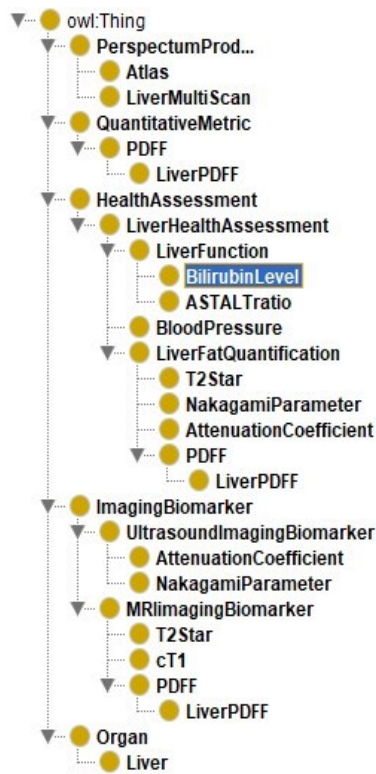 owl:Thing
PerspectumProd...
Atlas
LiverMultiScan
QuantitativeMetric
PDFF
LiverPDFF
HealthAssessment
LiverHealthAssessment
LiverFunction
BilirubinLevel
ASTALTratio
BloodPressure
LiverFatQuantification
T2Star
NakagamiParameter
AttenuationCoefficient
PDFF
LiverPDFF
ImagingBiomarker
UltrasoundImagingBiomarker
AttenuationCoefficient
NakagamiParameter
MRIimagingBiomarker
T2Star
cT1
PDFF
LiverPDFF
Organ
Liver